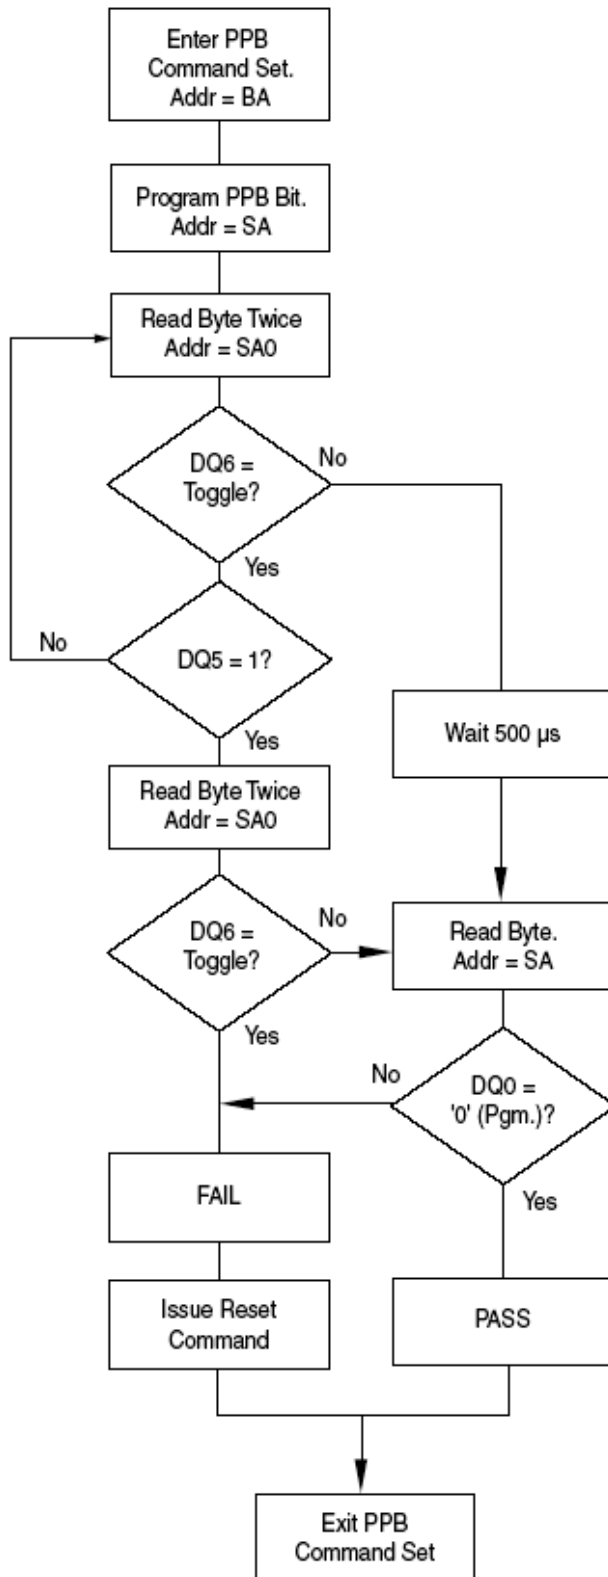 Enter PPB
Command Set.
Addr = BA
Program PPB Bit.
Addr = SA
Read Byte Twice
Addr = SA0
DQ6 =
Toggle?
No
Yes
DQ5 = 1?
No
Yes
Wait 500 µs
Read Byte Twice
Addr = SA0
DQ6 =
Toggle?
No
Yes
Read Byte.
Addr = SA
DQ0 =
'0' (Pgm.)?
No
Yes
FAIL
Issue Reset
Command
PASS
Exit PPB
Command Set